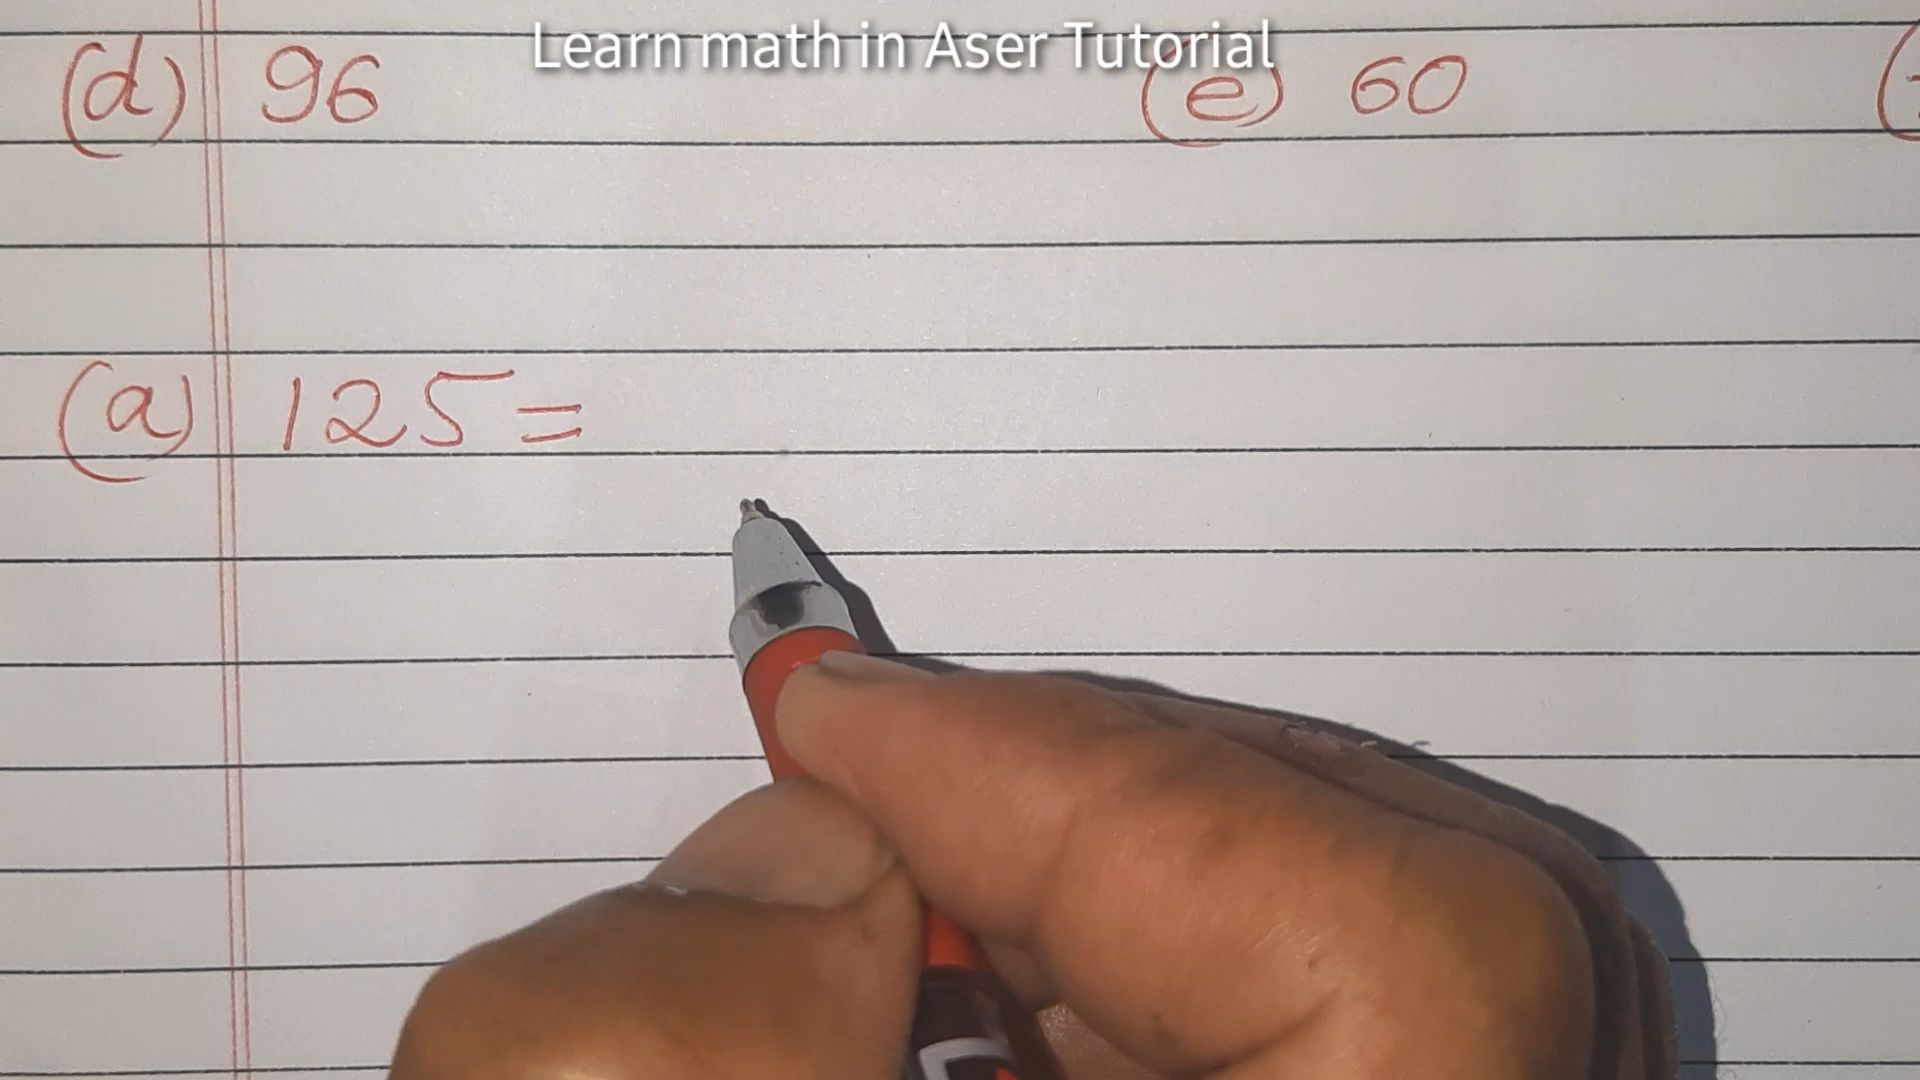 Learn math in Aser Tutorial
(d) 96 (e) 60
(a) 125 =